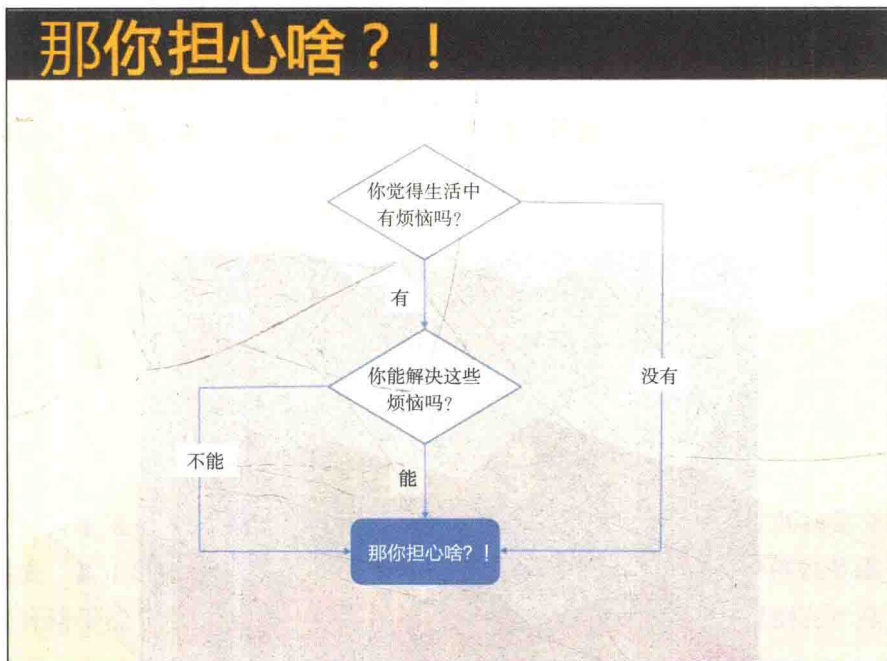 那你担心啥？！
你觉得生活中
有烦恼吗?
有
你能解决这些
烦恼吗?
没有
不能
能
那你担心啥?！